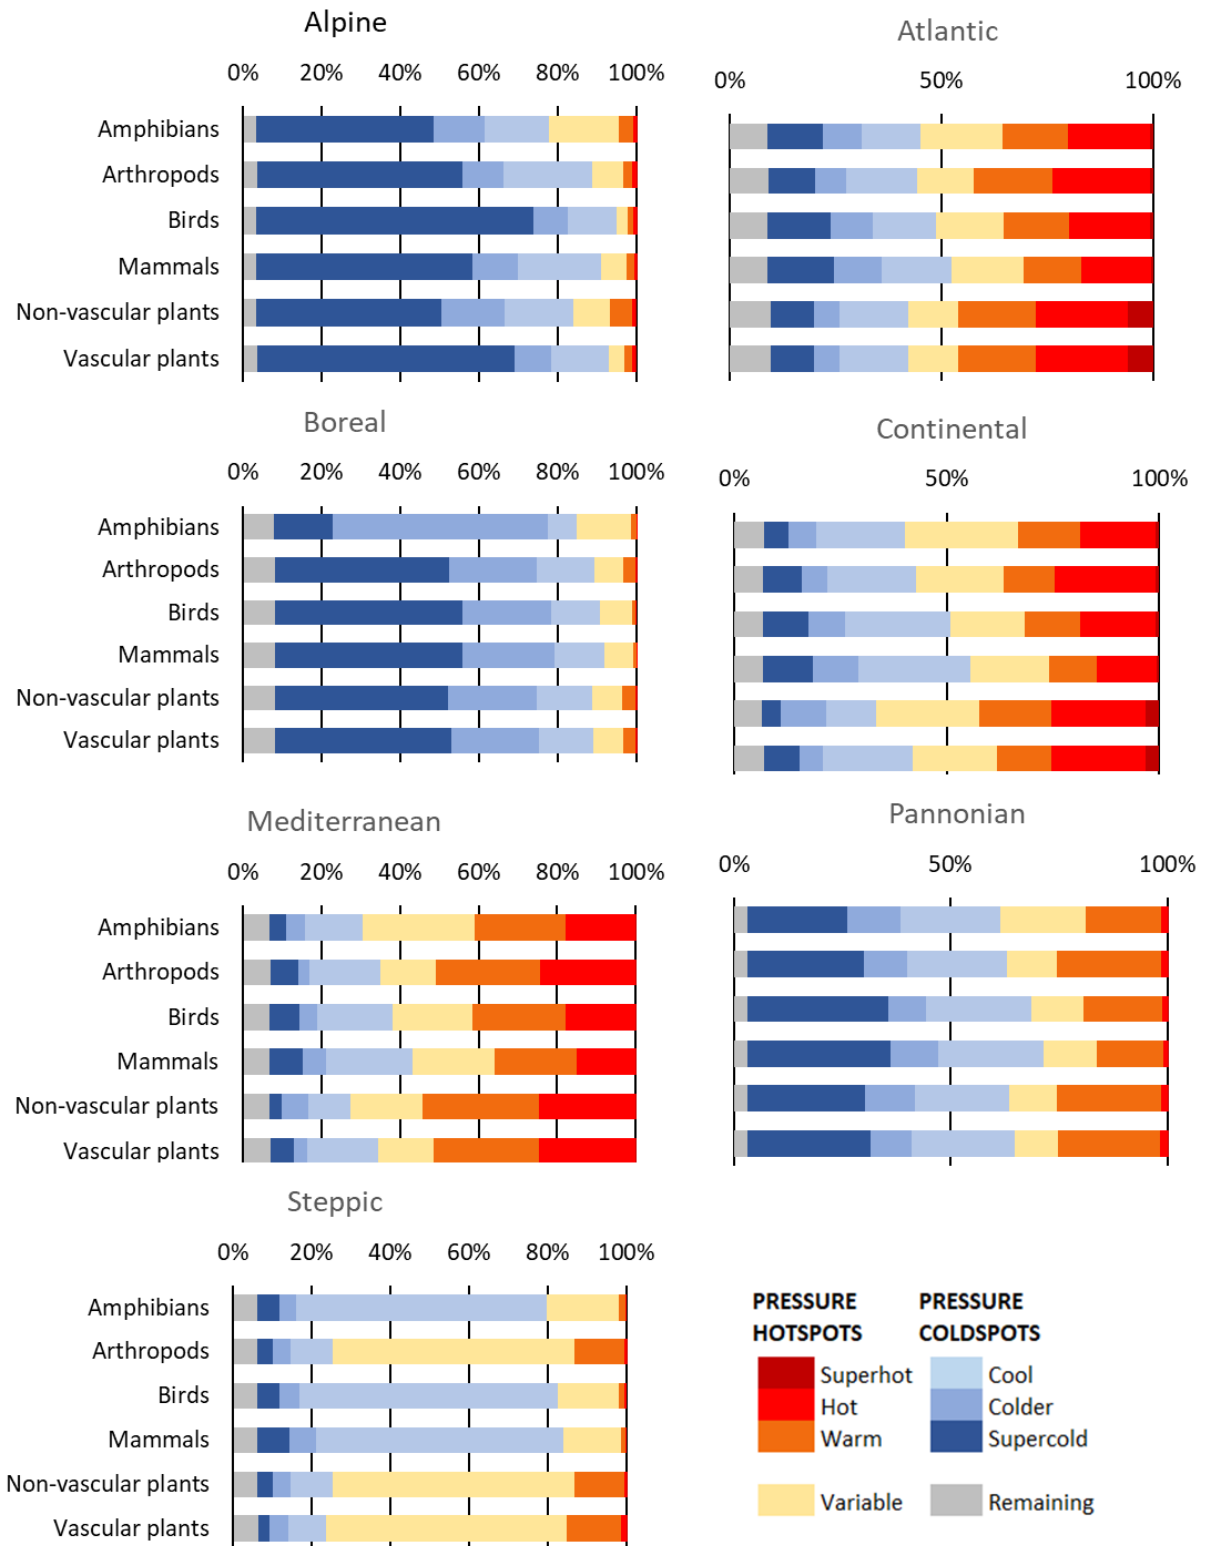 Alpine
0% 20% 40% 60% 80% 100%
Amphibians
Arthropods
Birds
Mammals
Non-vascular plants
Vascular plants
Atlantic
0% 50% 100%
Boreal
0% 20% 40% 60% 80% 100%
Amphibians
Arthropods
Birds
Mammals
Non-vascular plants
Vascular plants
Continental
0% 50% 100%
Mediterranean
0% 20% 40% 60% 80% 100%
Amphibians
Arthropods
Birds
Mammals
Non-vascular plants
Vascular plants
Pannonian
0% 50% 100%
Steppic
0% 20% 40% 60% 80% 100%
Amphibians
Arthropods
Birds
Mammals
Non-vascular plants
Vascular plants
PRESSURE
HOTSPOTS
Superhot
Hot
Warm
Variable
PRESSURE
COLDSPOTS
Cool
Colder
Supercold
Remaining